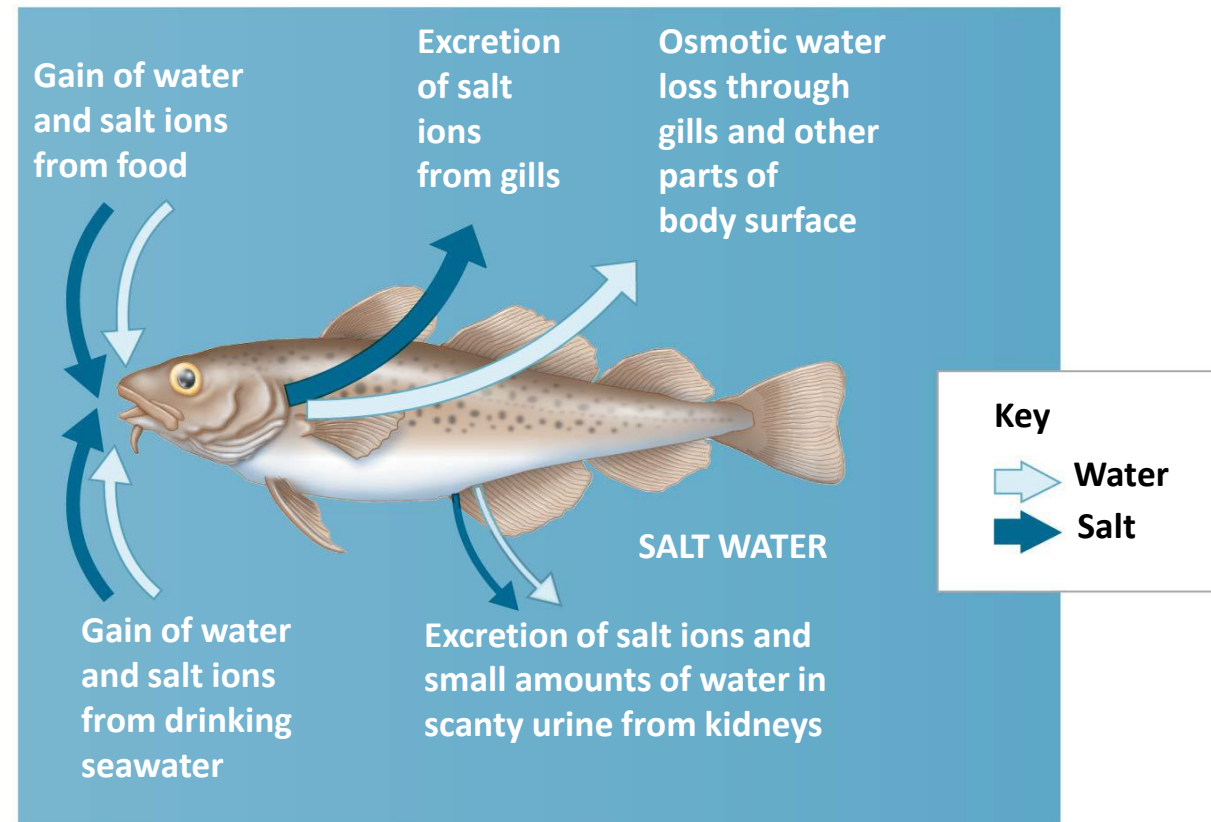 Gain of water
and salt ions
from food
Excretion
of salt
ions
from gills
Osmotic water
loss through
gills and other
parts of
body surface
Key
Water
Salt
SALT WATER
Gain of water
and salt ions
from drinking
seawater
Excretion of salt ions and
small amounts of water in
scanty urine from kidneys